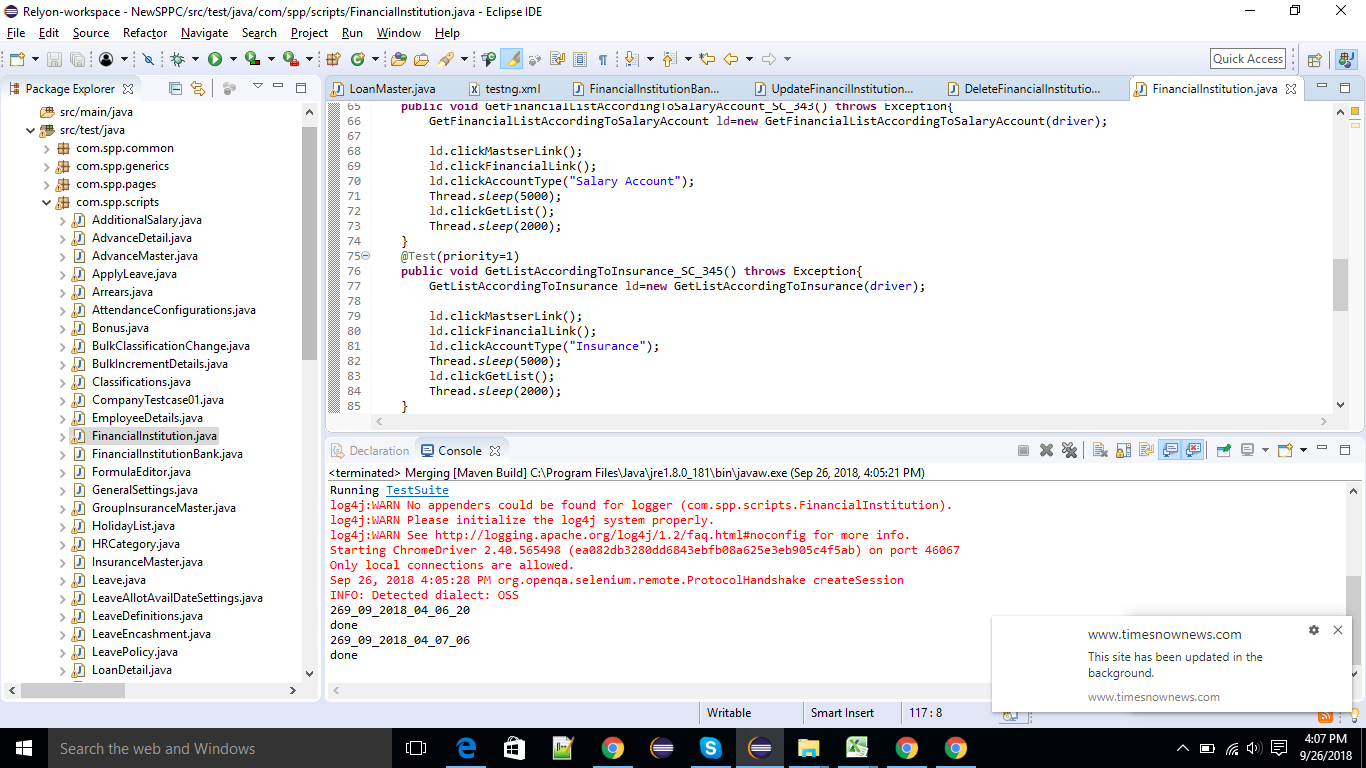 Relyon-workspace - NewSPPC/src/test/java/com/spp/scripts/FinancialInstitution.java - Eclipse IDE
File Edit Source Refactor Navigate Search Project Run Window Help
Quick Access
Package Explorer
src/main/java
src/test/java
com.spp.common
com.spp.generics
com.spp.pages
com.spp.scripts
AdditionalSalary.java
AdvanceDetail.java
AdvanceMaster.java
ApplyLeave.java
Arrears.java
AttendanceConfigurations.java
Bonus.java
BulkClassificationChange.java
BulkIncrementDetails.java
Classifications.java
CompanyTestcase01.java
EmployeeDetails.java
FinancialInstitution.java
FinancialInstitutionBank.java
FormulaEditor.java
GeneralSettings.java
GroupInsuranceMaster.java
HolidayList.java
HRCategory.java
InsuranceMaster.java
Leave.java
LeaveAllotAvailDateSettings.java
LeaveDefinitions.java
LeaveEncashment.java
LeavePolicy.java
LoanDetail.java
LoanMaster.java testng.xml FinancialInstitutionBan... UpdateFinancilInstitution... DeleteFinancialInstitutio... FinancialInstitution.java
65 public void GetFinancialListAccordingToSalaryAccount_SC_343() throws Exception{
66 GetFinancialListAccordingToSalaryAccount ld=new GetFinancialListAccordingToSalaryAccount(driver);
67
68 ld.clickMastserLink();
69 ld.clickFinancialLink();
70 ld.clickAccountType("Salary Account");
71 Thread.sleep(5000);
72 ld.clickGetList();
73 Thread.sleep(2000);
74 }
75 @Test(priority=1)
76 public void GetListAccordingToInsurance_SC_345() throws Exception{
77 GetListAccordingToInsurance ld=new GetListAccordingToInsurance(driver);
78
79 ld.clickMastserLink();
80 ld.clickFinancialLink();
81 ld.clickAccountType("Insurance");
82 Thread.sleep(5000);
83 ld.clickGetList();
84 Thread.sleep(2000);
85 }
Declaration Console
<terminated> Merging [Maven Build] C:\Program Files\Java\jre1.8.0_181\bin\javaw.exe (Sep 26, 2018, 4:05:21 PM)
Running TestSuite
log4j:WARN No appenders could be found for logger (com.spp.scripts.FinancialInstitution).
log4j:WARN Please initialize the log4j system properly.
log4j:WARN See http://logging.apache.org/log4j/1.2/faq.html#noconfig for more info.
Starting ChromeDriver 2.40.565498 (ea082db3280dd6843ebfb08a625e3eb905c4f5ab) on port 46067
Only local connections are allowed.
Sep 26, 2018 4:05:28 PM org.openqa.selenium.remote.ProtocolHandshake createSession
INFO: Detected dialect: OSS
269_09_2018_04_06_20
done
269_09_2018_04_07_06
done
www.timesnownews.com
This site has been updated in the
background.
www.timesnownews.com
Writable Smart Insert 117 : 8
Search the web and Windows
4:07 PM
9/26/2018